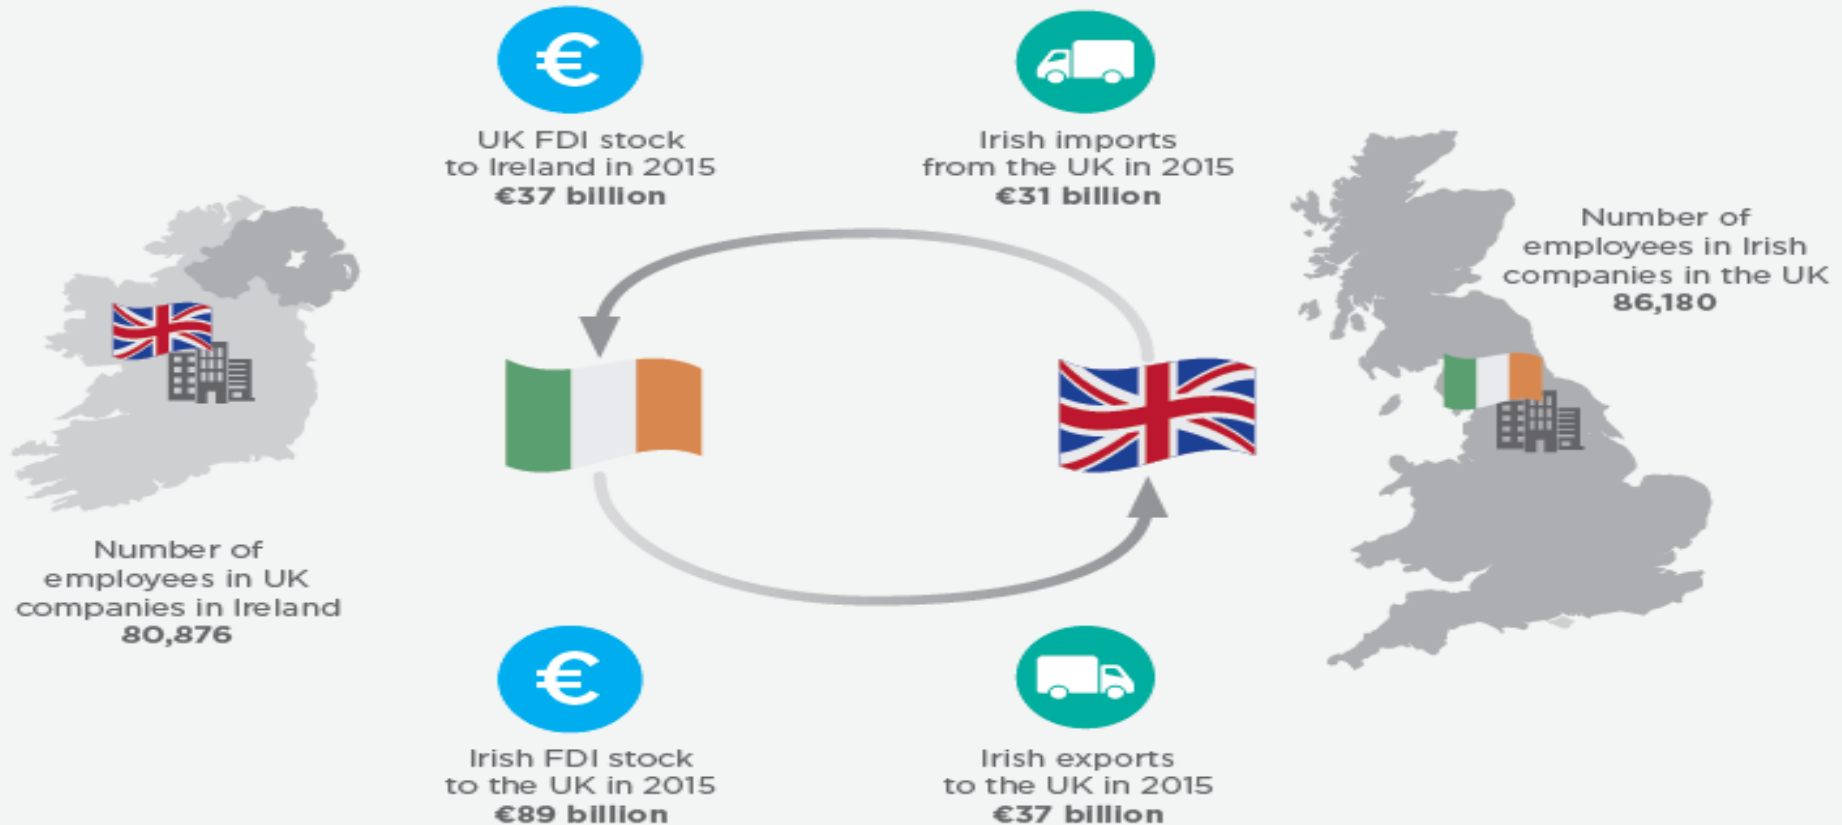 UK FDI stock
to Ireland in 2015
€37 billion
Irish imports
from the UK in 2015
€31 billion
Number of
employees in Irish
companies in the UK
86,180
Number of
employees in UK
companies in Ireland
80,876
Irish FDI stock
to the UK in 2015
€89 billion
Irish exports
to the UK in 2015
€37 billion